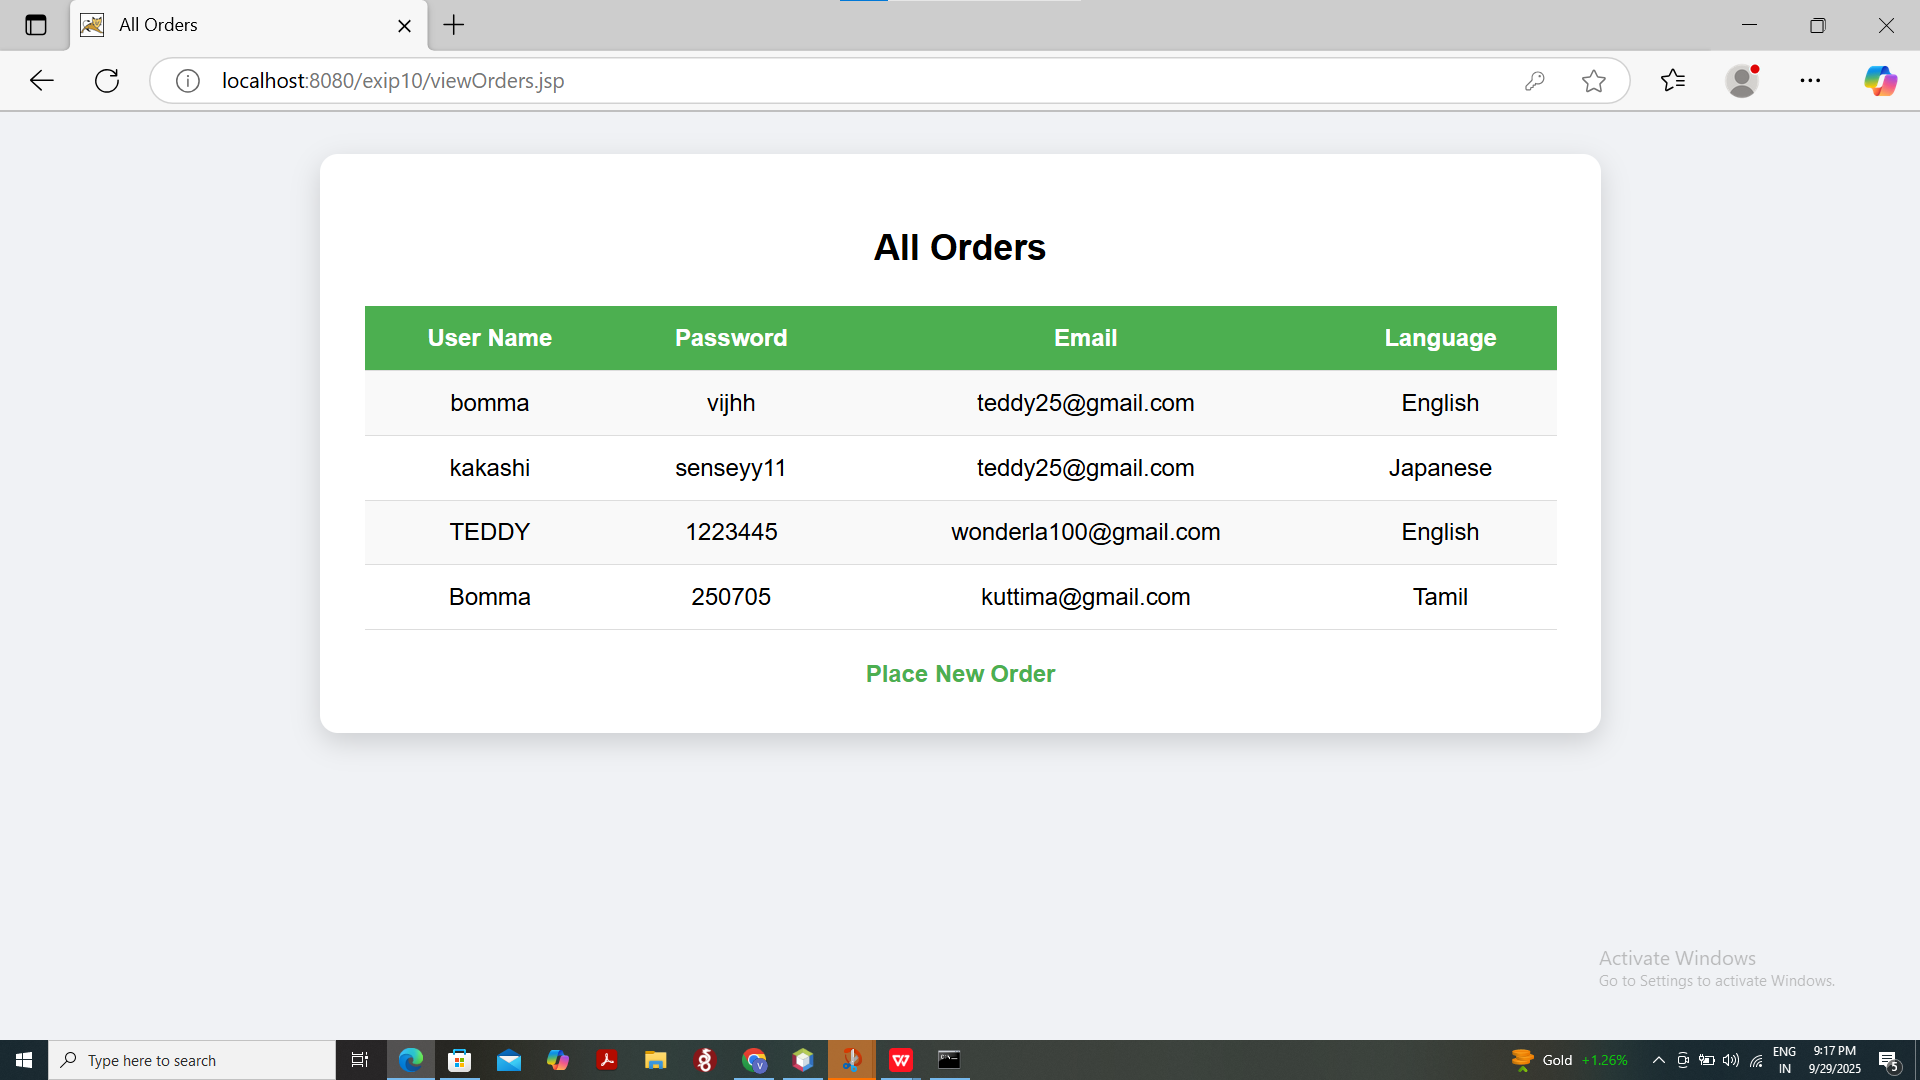 All Orders
localhost:8080/exip10/viewOrders.jsp
All Orders
User Name Password Email Language
bomma vijhh teddy25@gmail.com English
kakashi senseyy11 teddy25@gmail.com Japanese
TEDDY 1223445 wonderla100@gmail.com English
Bomma 250705 kuttima@gmail.com Tamil
Place New Order
Activate Windows
Go to Settings to activate Windows.
Type here to search
Gold +1.26%
ENG
IN
9:17 PM
9/29/2025
5